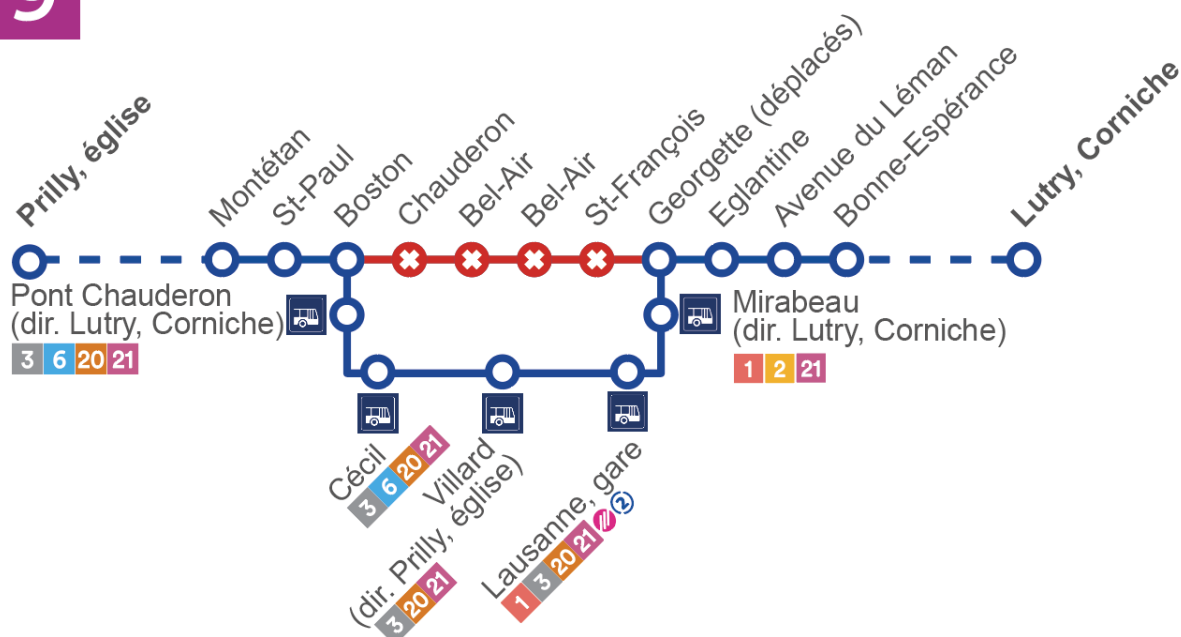 9
Prilly, église
Montétan
St-Paul
Boston
Chauderon
Bel-Air
Bel-Air
St-François
Georgette (déplacés)
Eglantine
Avenue du Léman
Bonne-Espérance
Lutry, Corniche
Pont Chauderon
(dir. Lutry, Corniche)
3 6 20 21
Mirabeau
(dir. Lutry, Corniche)
1 2 21
Cécil
3 6 20 21
Villard
(dir. Prilly, église)
3 20 21
Lausanne, gare
1 3 20 21 2